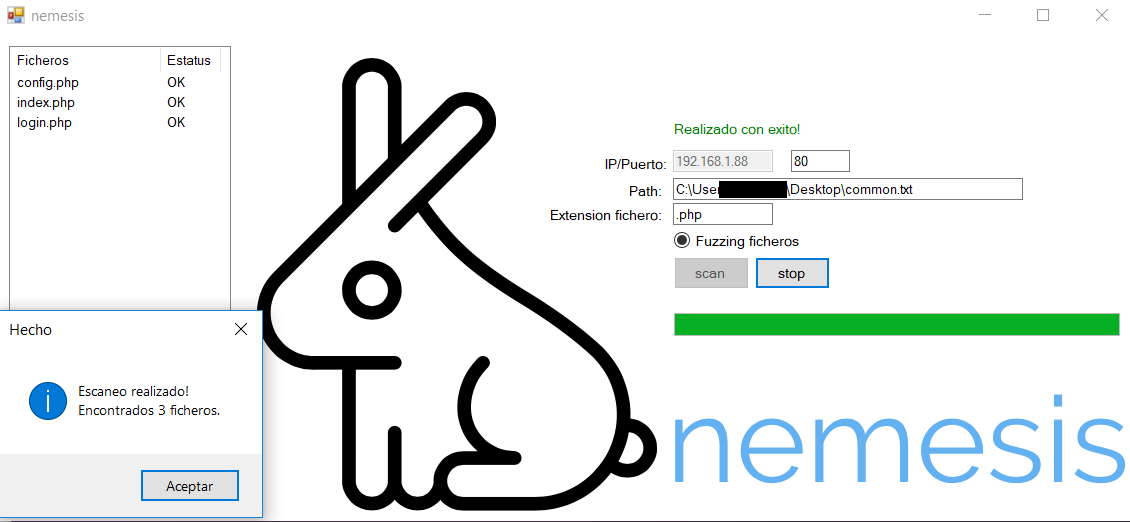 nemesis
Ficheros Estatus
config.php OK
index.php OK
login.php OK
Realizado con exito!
IP/Puerto: 192.168.1.88 80
Path: C:\User \Desktop\common.txt
Extension fichero: .php
Fuzzing ficheros
scan stop
Hecho
Escaneo realizado!
Encontrados 3 ficheros.
Aceptar
nemesis